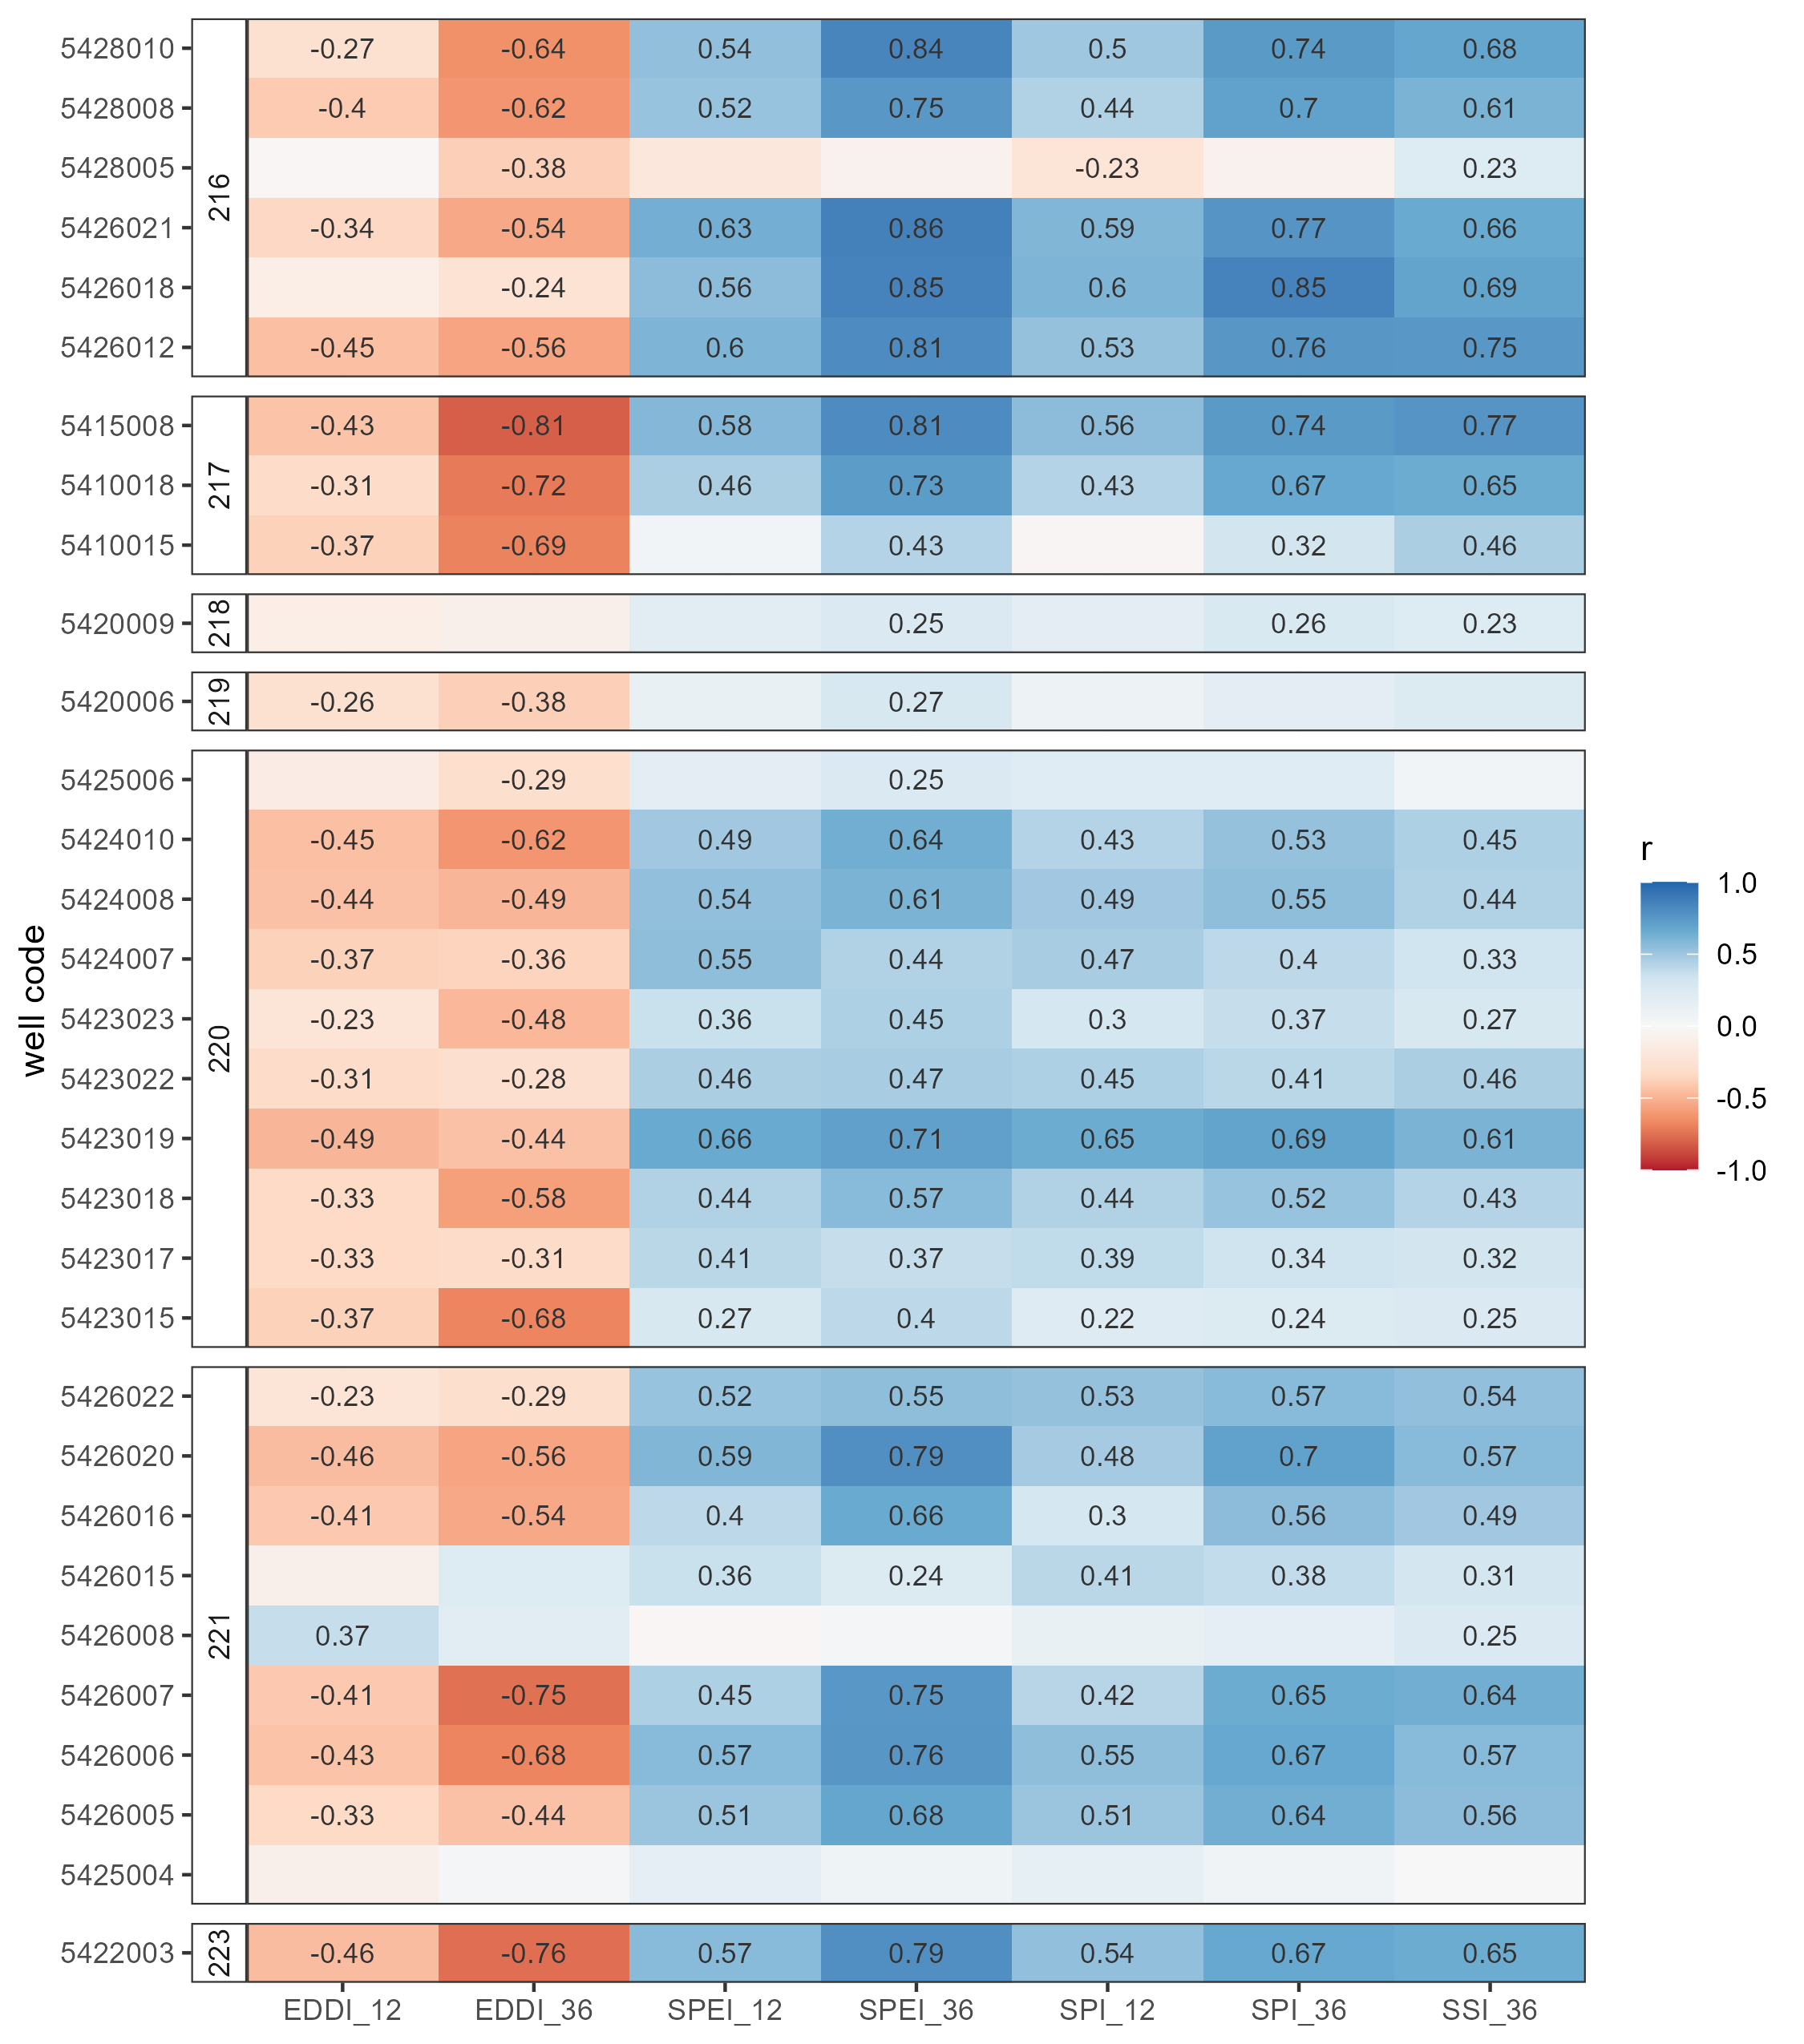 5428010 -0.27 -0.64 0.54 0.84 0.5 0.74 0.68
5428008 -0.4 -0.62 0.52 0.75 0.44 0.7 0.61
5428005 -0.38 -0.23 0.23
216
5426021 -0.34 -0.54 0.63 0.86 0.59 0.77 0.66
5426018 -0.24 0.56 0.85 0.6 0.85 0.69
5426012 -0.45 -0.56 0.6 0.81 0.53 0.76 0.75
5415008 -0.43 -0.81 0.58 0.81 0.56 0.74 0.77
217
5410018 -0.31 -0.72 0.46 0.73 0.43 0.67 0.65
5410015 -0.37 -0.69 0.43 0.32 0.46
5420009 218 0.25 0.26 0.23
5420006 219 -0.26 -0.38 0.27
5425006 -0.29 0.25
5424010 -0.45 -0.62 0.49 0.64 0.43 0.53 0.45
5424008 -0.44 -0.49 0.54 0.61 0.49 0.55 0.44
5424007 -0.37 -0.36 0.55 0.44 0.47 0.4 0.33
well code
5423023 -0.23 -0.48 0.36 0.45 0.3 0.37 0.27
220
5423022 -0.31 -0.28 0.46 0.47 0.45 0.41 0.46
5423019 -0.49 -0.44 0.66 0.71 0.65 0.69 0.61
5423018 -0.33 -0.58 0.44 0.57 0.44 0.52 0.43
5423017 -0.33 -0.31 0.41 0.37 0.39 0.34 0.32
5423015 -0.37 -0.68 0.27 0.4 0.22 0.24 0.25
5426022 -0.23 -0.29 0.52 0.55 0.53 0.57 0.54
5426020 -0.46 -0.56 0.59 0.79 0.48 0.7 0.57
5426016 -0.41 -0.54 0.4 0.66 0.3 0.56 0.49
5426015 0.36 0.24 0.41 0.38 0.31
5426008 221 0.37 0.25
5426007 -0.41 -0.75 0.45 0.75 0.42 0.65 0.64
5426006 -0.43 -0.68 0.57 0.76 0.55 0.67 0.57
5426005 -0.33 -0.44 0.51 0.68 0.51 0.64 0.56
5425004
5422003 223 -0.46 -0.76 0.57 0.79 0.54 0.67 0.65
EDDI_12 EDDI_36 SPEI_12 SPEI_36 SPI_12 SPI_36 SSI_36
r
1.0
0.5
0.0
-0.5
-1.0